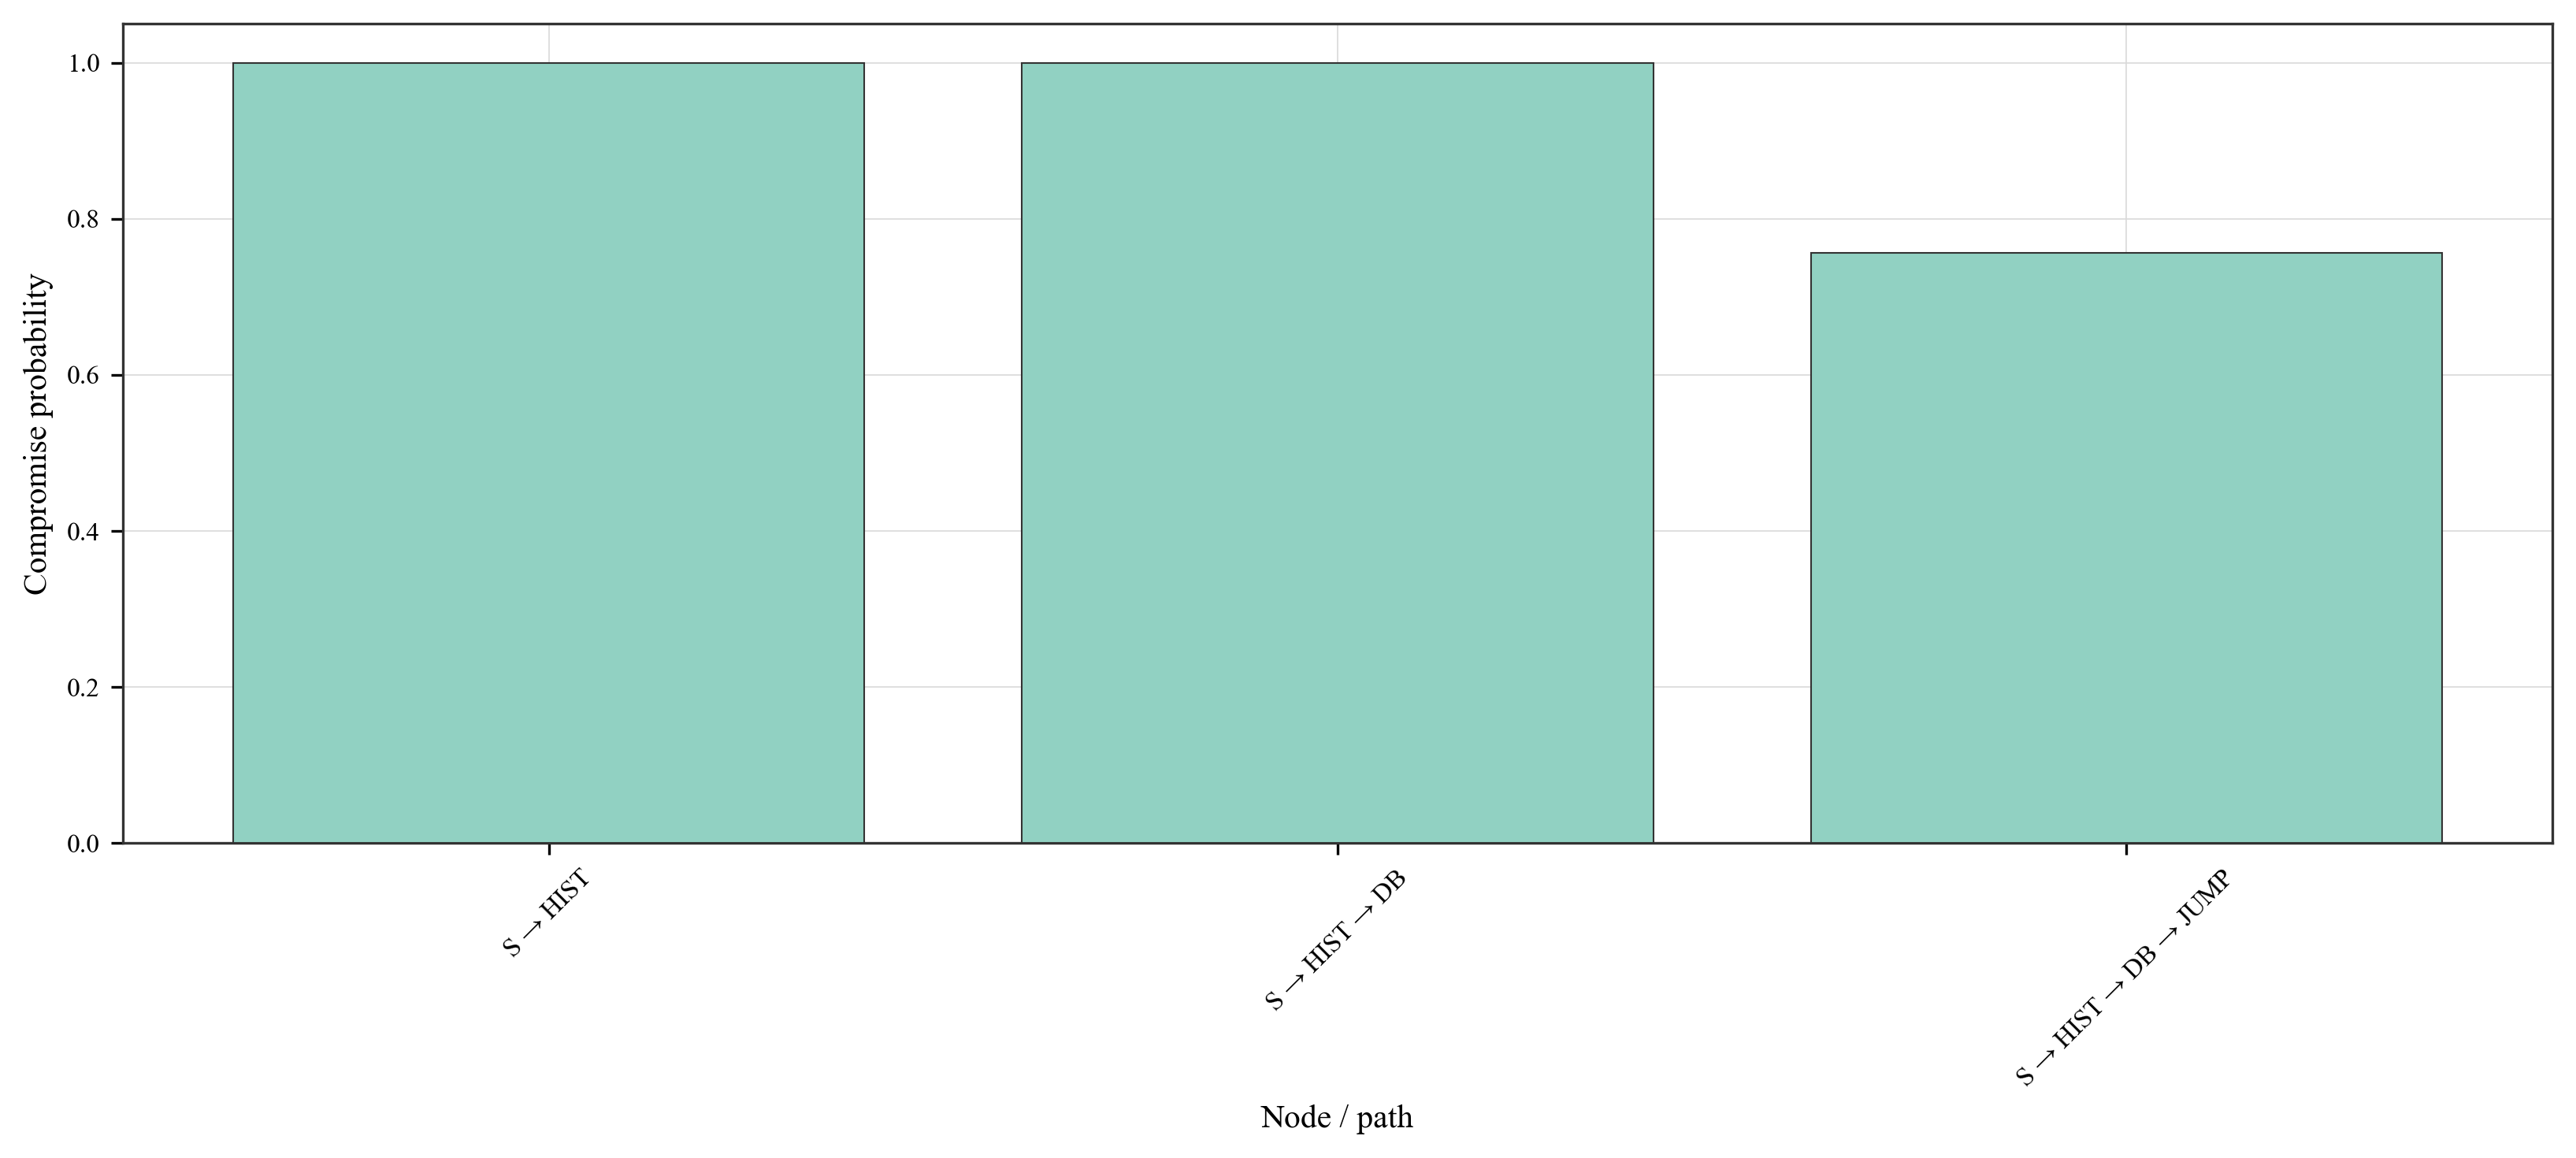 Compromise probability
1.0
0.8
0.6
0.4
0.2
0.0
S → HIST
S → HIST → DB
S → HIST → DB → JUMP
Node / path